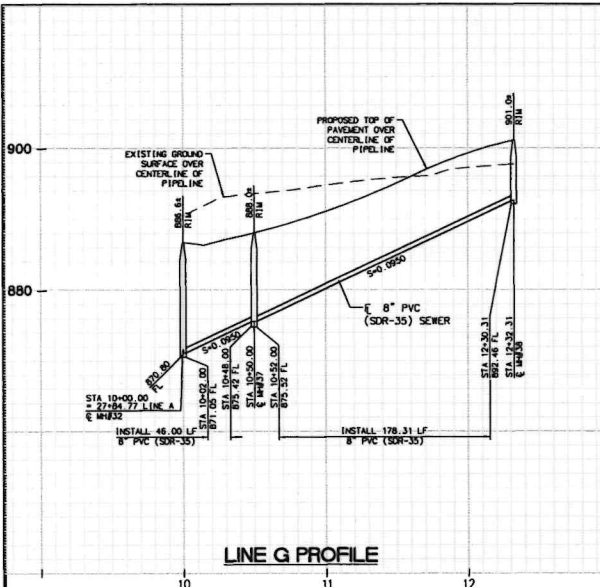 901.0±
RIM
PROPOSED TOP OF
PAVEMENT OVER
CENTERLINE OF
PIPELINE
900
EXISTING GROUND
SURFACE OVER
CENTERLINE OF
PIPELINE
886.6±
RIM
888.0±
RIM
880
S=0.0950
℄ 8" PVC
(SDR-35) SEWER
S=0.0950
870.80
FL
STA 10+00.00
= 27+84.77 LINE A
℄ MH#32
STA 10+02.00
871.05 FL
STA 10+48.00
875.42 FL
STA 10+50.00
℄ MH#37
STA 10+52.00
875.52 FL
STA 12+30.31
892.46 FL
STA 12+32.31
℄ MH#38
INSTALL 46.00 LF
8" PVC (SDR-35)
INSTALL 178.31 LF
8" PVC (SDR-35)
LINE G PROFILE
10
11
12